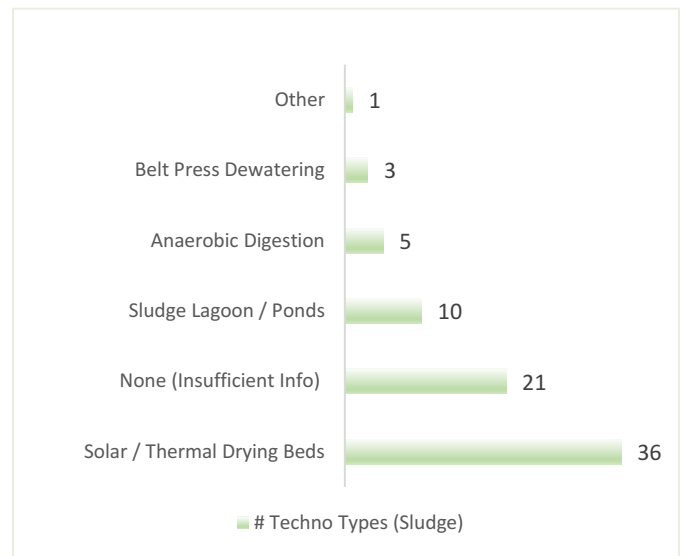 Other 1
Belt Press Dewatering 3
Anaerobic Digestion 5
Sludge Lagoon / Ponds 10
None (Insufficient Info) 21
Solar / Thermal Drying Beds 36
# Techno Types (Sludge)